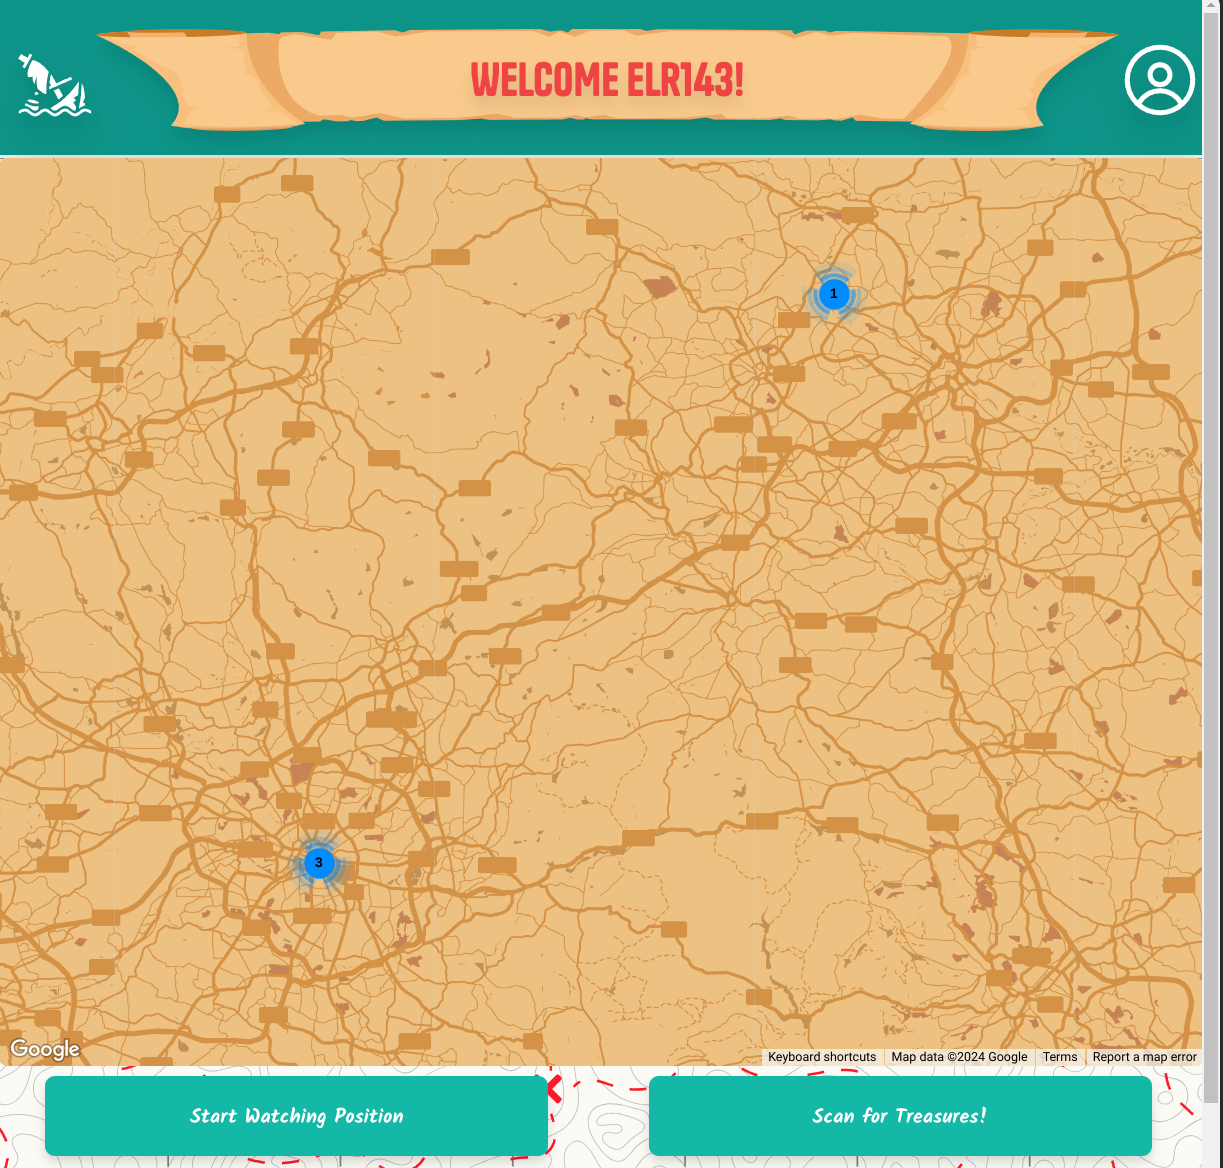 WELCOME ELR143!
1
3
Google
Keyboard shortcuts
Map data ©2024 Google
Terms
Report a map error
Start Watching Position
Scan for Treasures!